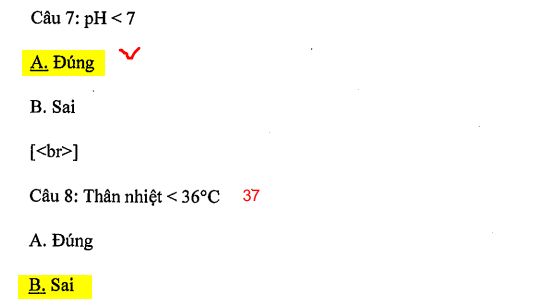 Câu 7: pH < 7
A. Đúng
B. Sai
[<br>]
Câu 8: Thân nhiệt < 36°C 37
A. Đúng
B. Sai